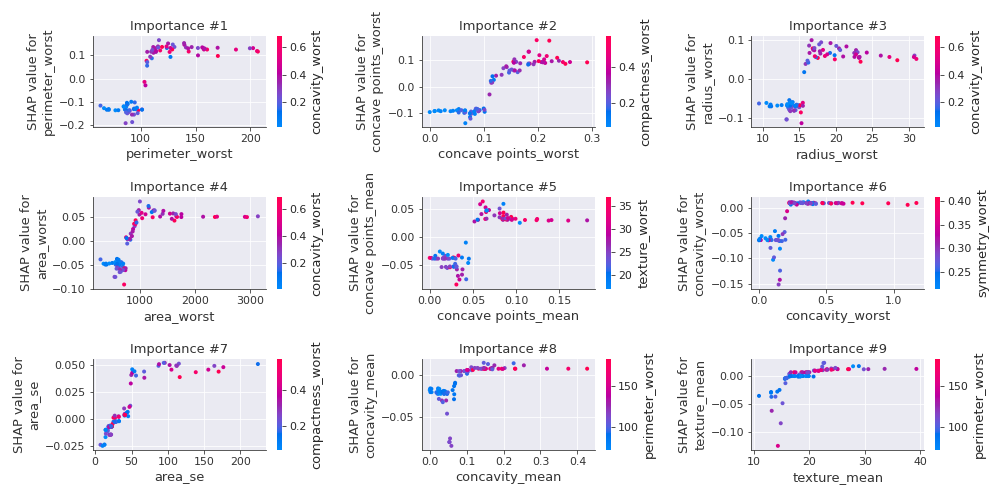 Importance #1
SHAP value for
perimeter_worst
0.1
0.0
−0.1
−0.2
100
150
200
perimeter_worst
0.6
0.4
0.2
concavity_worst
Importance #2
SHAP value for
concave points_worst
0.1
0.0
−0.1
0.0
0.1
0.2
0.3
concave points_worst
0.4
0.2
compactness_worst
Importance #3
SHAP value for
radius_worst
0.1
0.0
−0.1
10
15
20
25
30
radius_worst
0.6
0.4
0.2
concavity_worst
Importance #4
SHAP value for
area_worst
0.05
0.00
−0.05
−0.10
1000
2000
3000
area_worst
0.6
0.4
0.2
concavity_worst
Importance #5
SHAP value for
concave points_mean
0.05
0.00
−0.05
0.00
0.05
0.10
0.15
concave points_mean
35
30
25
20
texture_worst
Importance #6
SHAP value for
concavity_worst
0.00
−0.05
−0.10
−0.15
0.0
0.5
1.0
concavity_worst
0.40
0.35
0.30
0.25
symmetry_worst
Importance #7
SHAP value for
area_se
0.050
0.025
0.000
−0.025
0
50
100
150
200
area_se
0.4
0.2
compactness_worst
Importance #8
SHAP value for
concavity_mean
0.00
−0.05
0.0
0.1
0.2
0.3
0.4
concavity_mean
150
100
perimeter_worst
Importance #9
SHAP value for
texture_mean
0.00
−0.05
−0.10
10
20
30
40
texture_mean
150
100
perimeter_worst